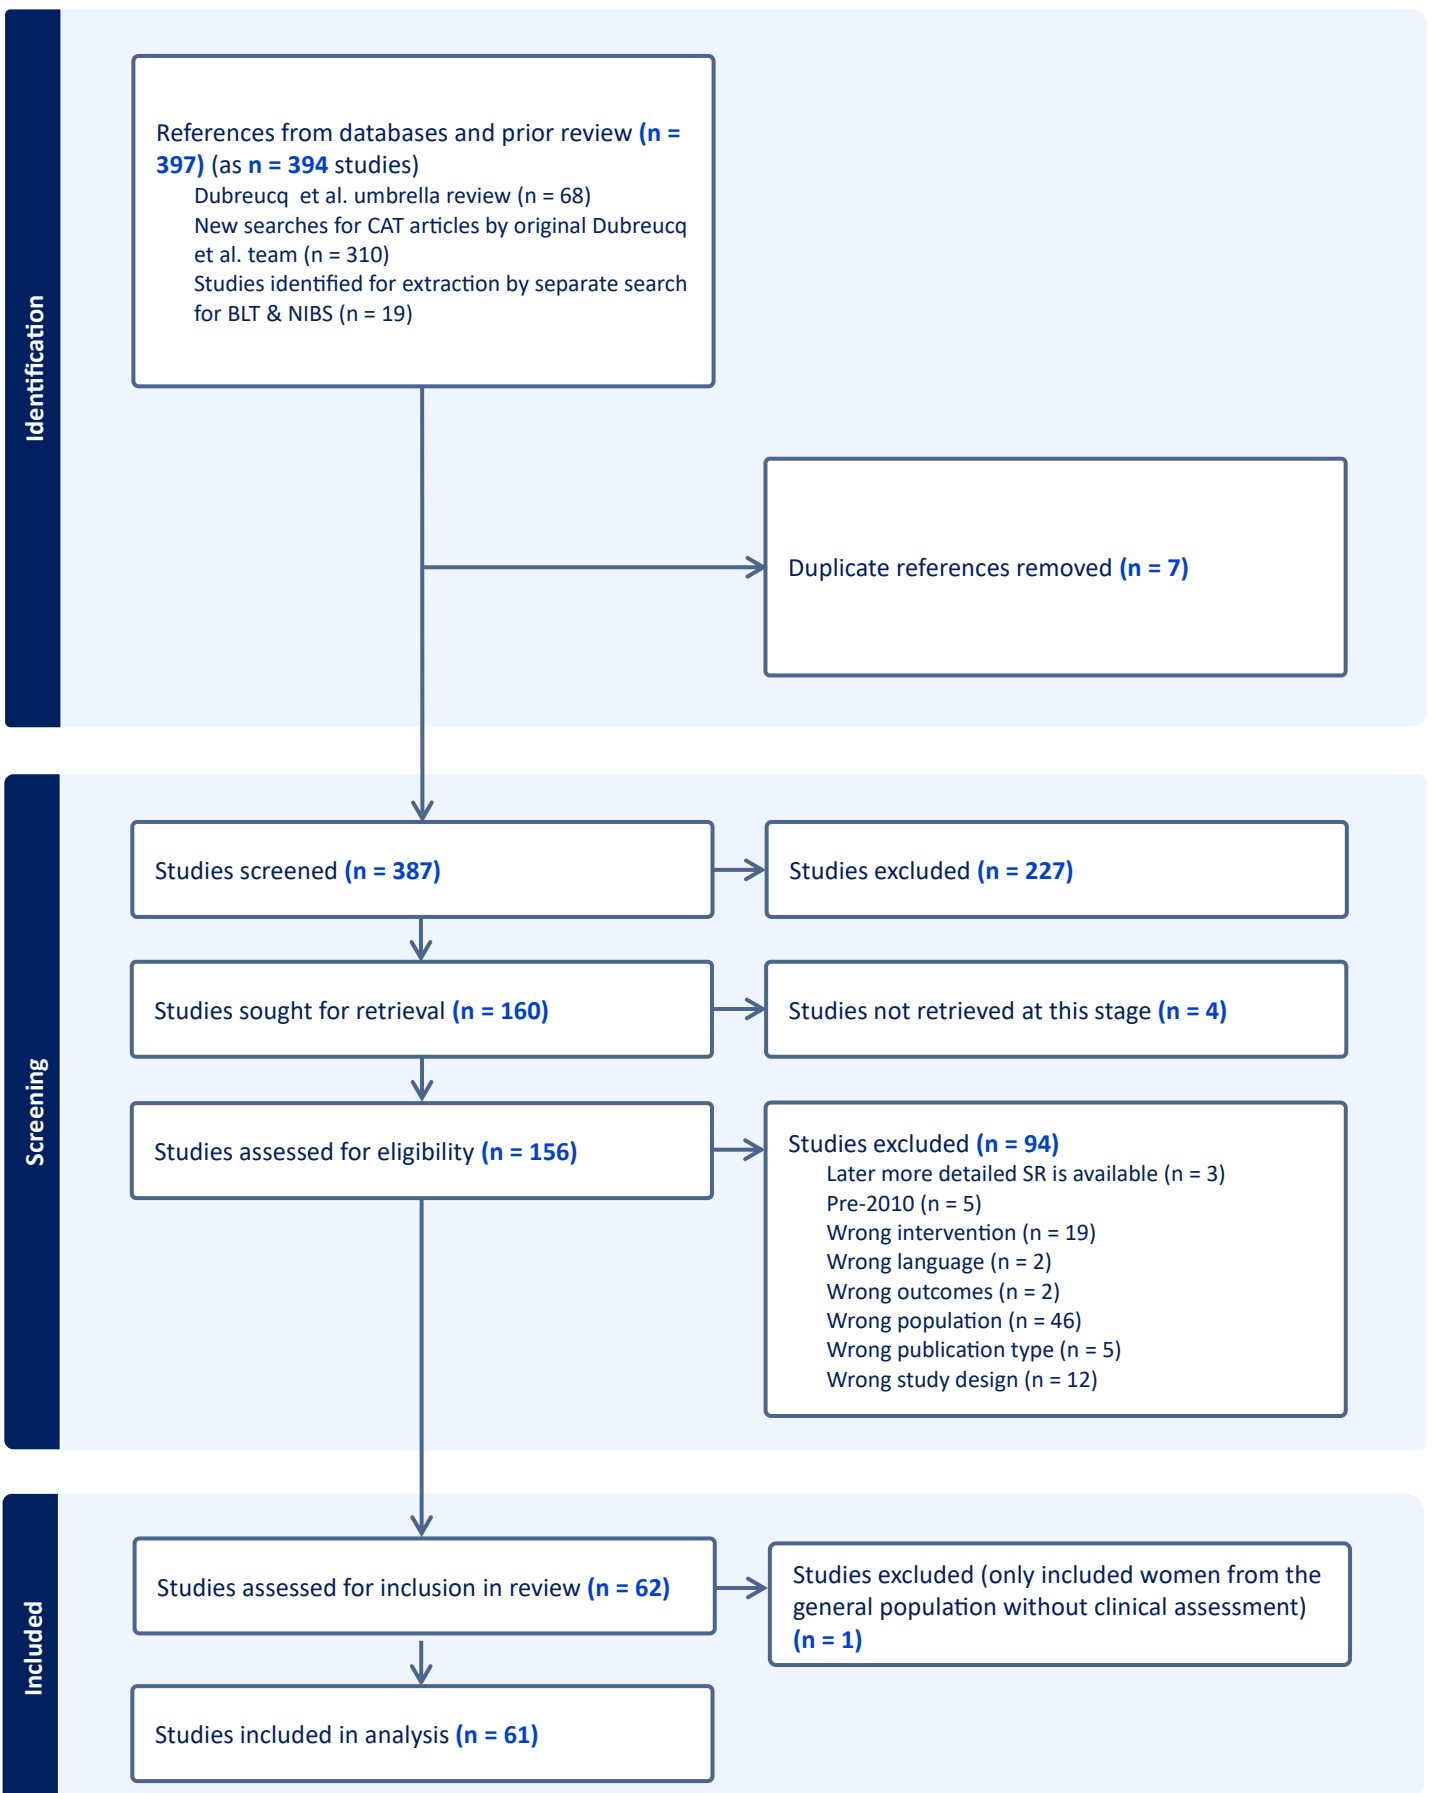 Identification
References from databases and prior review (n =
397) (as n = 394 studies)
Dubreucq et al. umbrella review (n = 68)
New searches for CAT articles by original Dubreucq
et al. team (n = 310)
Studies identified for extraction by separate search
for BLT & NIBS (n = 19)
Duplicate references removed (n = 7)
Screening
Studies screened (n = 387)
Studies excluded (n = 227)
Studies sought for retrieval (n = 160)
Studies not retrieved at this stage (n = 4)
Studies assessed for eligibility (n = 156)
Studies excluded (n = 94)
Later more detailed SR is available (n = 3)
Pre-2010 (n = 5)
Wrong intervention (n = 19)
Wrong language (n = 2)
Wrong outcomes (n = 2)
Wrong population (n = 46)
Wrong publication type (n = 5)
Wrong study design (n = 12)
Included
Studies assessed for inclusion in review (n = 62)
Studies excluded (only included women from the
general population without clinical assessment)
(n = 1)
Studies included in analysis (n = 61)